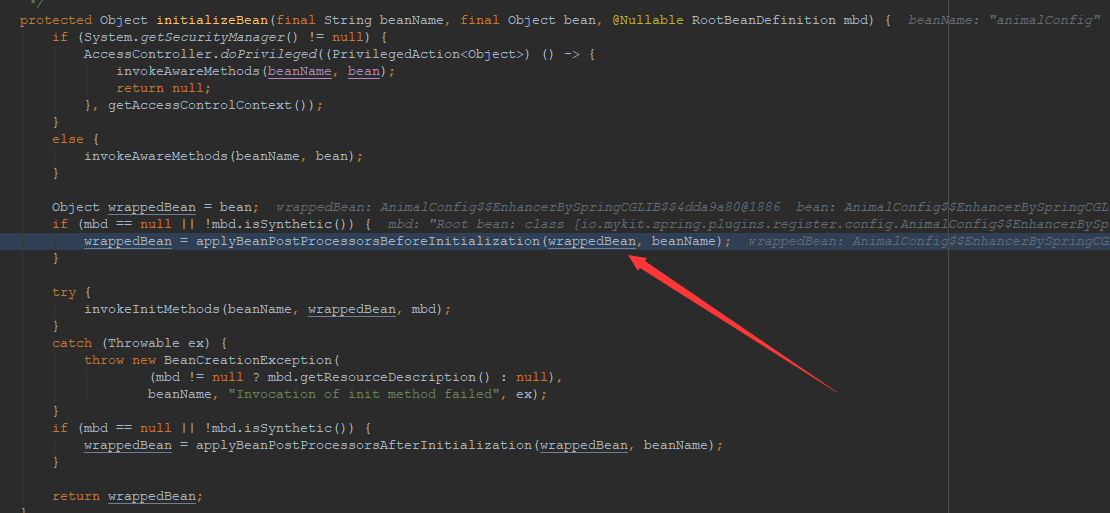 */
protected Object initializeBean(final String beanName, final Object bean, @Nullable RootBeanDefinition mbd) { beanName: "animalConfig"
if (System.getSecurityManager() != null) {
AccessController.doPrivileged((PrivilegedAction<Object>) () -> {
invokeAwareMethods(beanName, bean);
return null;
}, getAccessControlContext());
}
else {
invokeAwareMethods(beanName, bean);
}
Object wrappedBean = bean; wrappedBean: AnimalConfig$$EnhancerBySpringCGLIB$$4dda9a80@1886 bean: AnimalConfig$$EnhancerBySpringCGL
if (mbd == null || !mbd.isSynthetic()) { mbd: "Root bean: class [io.mykit.spring.plugins.register.config.AnimalConfig$$EnhancerBySp
wrappedBean = applyBeanPostProcessorsBeforeInitialization(wrappedBean, beanName); wrappedBean: AnimalConfig$$EnhancerBySpringCG
}
try {
invokeInitMethods(beanName, wrappedBean, mbd);
}
catch (Throwable ex) {
throw new BeanCreationException(
(mbd != null ? mbd.getResourceDescription() : null),
beanName, "Invocation of init method failed", ex);
}
if (mbd == null || !mbd.isSynthetic()) {
wrappedBean = applyBeanPostProcessorsAfterInitialization(wrappedBean, beanName);
}
return wrappedBean;
}